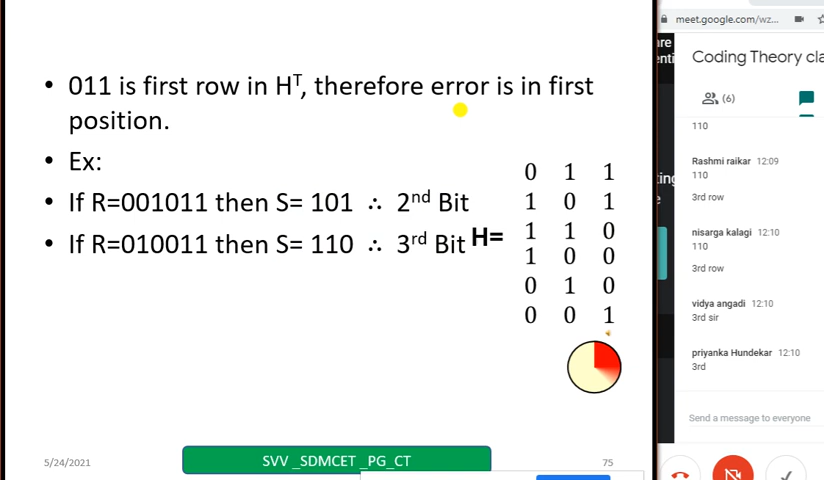 • 011 is first row in Hᵀ, therefore error is in first
position.
• Ex:
• If R=001011 then S= 101 ∴ 2ⁿᵈ Bit
• If R=010011 then S= 110 ∴ 3ʳᵈ Bit
H=
0 1 1
1 0 1
1 1 0
1 0 0
0 1 0
0 0 1
5/24/2021
SVV _SDMCET _PG_CT
75
meet.google.com/wz...
Coding Theory cla
(6)
110
Rashmi raikar 12:09
110
3rd row
nisarga kalagi 12:10
110
3rd row
vidya angadi 12:10
3rd sir
priyanka Hundekar 12:10
3rd
Send a message to everyone